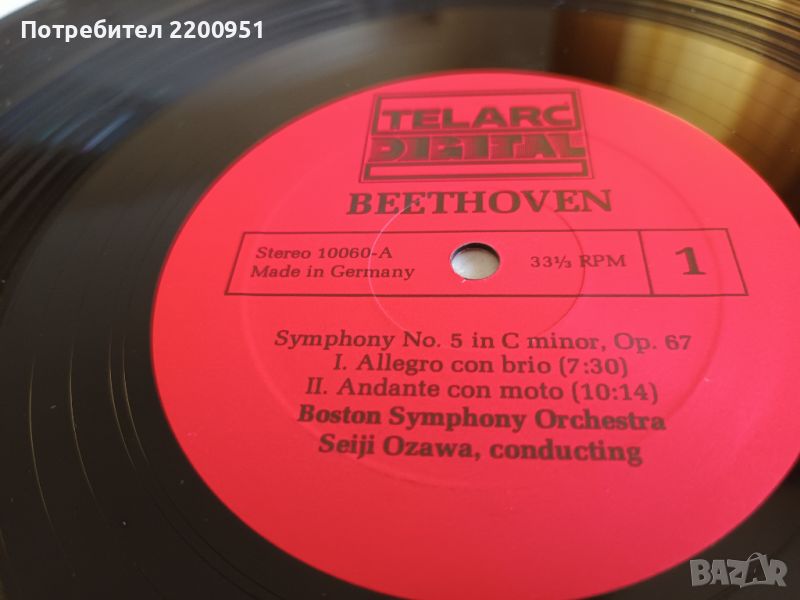 Потребител 2200951
TELARC
DIGITAL
BEETHOVEN
Stereo 10060-A
Made in Germany
33⅓ RPM
1
Symphony No. 5 in C minor, Op. 67
I. Allegro con brio (7:30)
II. Andante con moto (10:14)
Boston Symphony Orchestra
Seiji Ozawa, conducting
BAZAR